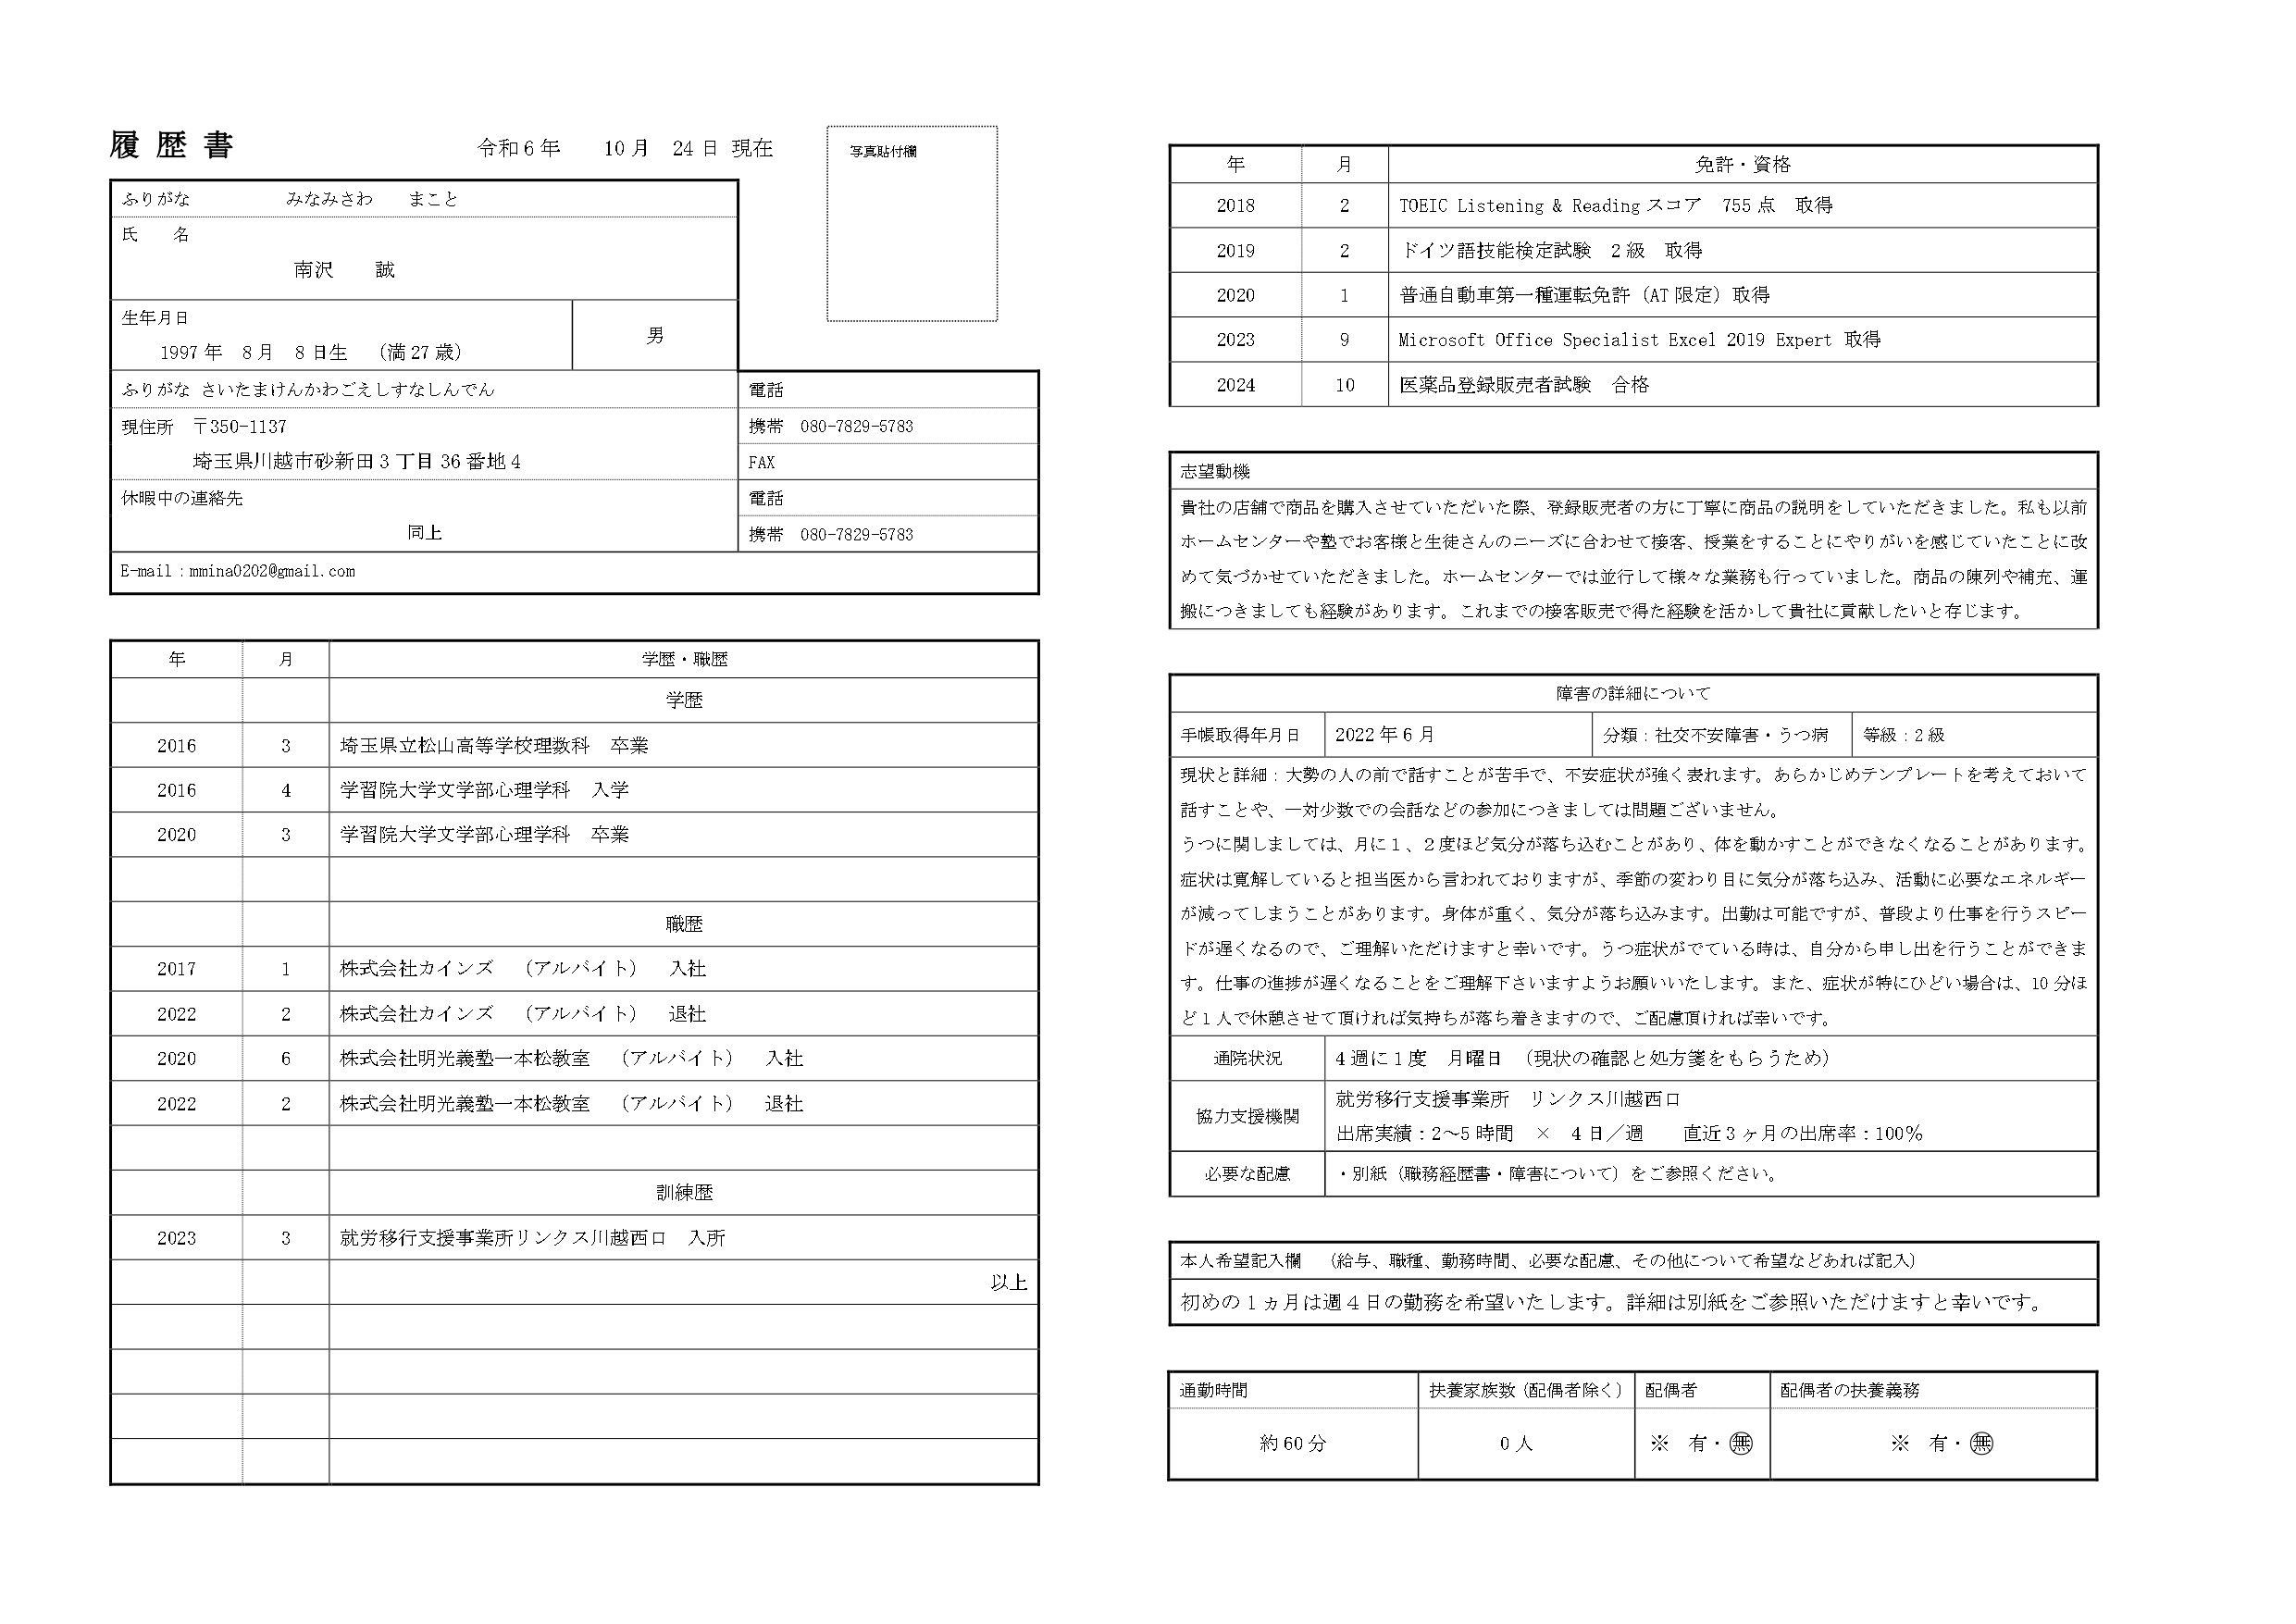 履 歴 書　　令和6年　10月　24日 現在
写真貼付欄
ふりがな　みなみさわ　まこと
氏　名
南沢　誠
生年月日
1997年　8月　8日生　（満27歳）
男
ふりがな さいたまけんかわごえしすなしんでん
電話
現住所　〒350-1137
携帯　080-7829-5783
埼玉県川越市砂新田3丁目36番地4
FAX
休暇中の連絡先
電話
同上
携帯　080-7829-5783
E-mail：mmina0202@gmail.com
年　月　学歴・職歴
学歴
2016　3　埼玉県立松山高等学校理数科　卒業
2016　4　学習院大学文学部心理学科　入学
2020　3　学習院大学文学部心理学科　卒業
職歴
2017　1　株式会社カインズ　（アルバイト）　入社
2022　2　株式会社カインズ　（アルバイト）　退社
2020　6　株式会社明光義塾一本松教室　（アルバイト）　入社
2022　2　株式会社明光義塾一本松教室　（アルバイト）　退社
訓練歴
2023　3　就労移行支援事業所リンクス川越西口　入所
以上
年　月　免許・資格
2018　2　TOEIC Listening & Reading スコア　755点　取得
2019　2　ドイツ語技能検定試験　2級　取得
2020　1　普通自動車第一種運転免許（AT限定）取得
2023　9　Microsoft Office Specialist Excel 2019 Expert 取得
2024　10　医薬品登録販売者試験　合格
志望動機
貴社の店舗で商品を購入させていただいた際、登録販売者の方に丁寧に商品の説明をしていただきました。私も以前
ホームセンターや塾でお客様と生徒さんのニーズに合わせて接客、授業をすることにやりがいを感じていたことに改
めて気づかせていただきました。ホームセンターでは並行して様々な業務も行っていました。商品の陳列や補充、運
搬につきましても経験があります。これまでの接客販売で得た経験を活かして貴社に貢献したいと存じます。
障害の詳細について
手帳取得年月日　2022年6月　分類：社交不安障害・うつ病　等級：2級
現状と詳細：大勢の人の前で話すことが苦手で、不安症状が強く表れます。あらかじめテンプレートを考えておいて
話すことや、一対少数での会話などの参加につきましては問題ございません。
うつに関しましては、月に1、2度ほど気分が落ち込むことがあり、体を動かすことができなくなることがあります。
症状は寛解していると担当医から言われておりますが、季節の変わり目に気分が落ち込み、活動に必要なエネルギー
が減ってしまうことがあります。身体が重く、気分が落ち込みます。出勤は可能ですが、普段より仕事を行うスピー
ドが遅くなるので、ご理解いただけますと幸いです。うつ症状がでている時は、自分から申し出を行うことができま
す。仕事の進捗が遅くなることをご理解下さいますようお願いいたします。また、症状が特にひどい場合は、10分ほ
ど1人で休憩させて頂ければ気持ちが落ち着きますので、ご配慮頂ければ幸いです。
通院状況　4週に1度　月曜日　（現状の確認と処方箋をもらうため）
協力支援機関
就労移行支援事業所　リンクス川越西口
出席実績：2～5時間　×　4日／週　直近3ヶ月の出席率：100％
必要な配慮　・別紙（職務経歴書・障害について）をご参照ください。
本人希望記入欄　（給与、職種、勤務時間、必要な配慮、その他について希望などあれば記入）
初めの1ヵ月は週4日の勤務を希望いたします。詳細は別紙をご参照いただけますと幸いです。
通勤時間　扶養家族数（配偶者除く）　配偶者　配偶者の扶養義務
約60分　0人　※　有・㊟無　※　有・無